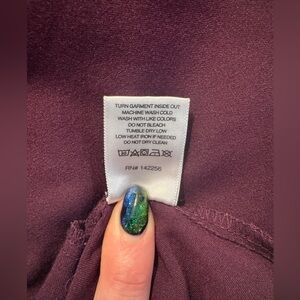 TURN GARMENT INSIDE OUT
MACHINE WASH COLD
WASH WITH LIKE COLORS
DO NOT BLEACH
TUMBLE DRY LOW
LOW HEAT IRON IF NEEDED
DO NOT DRY CLEAN
RN# 142256